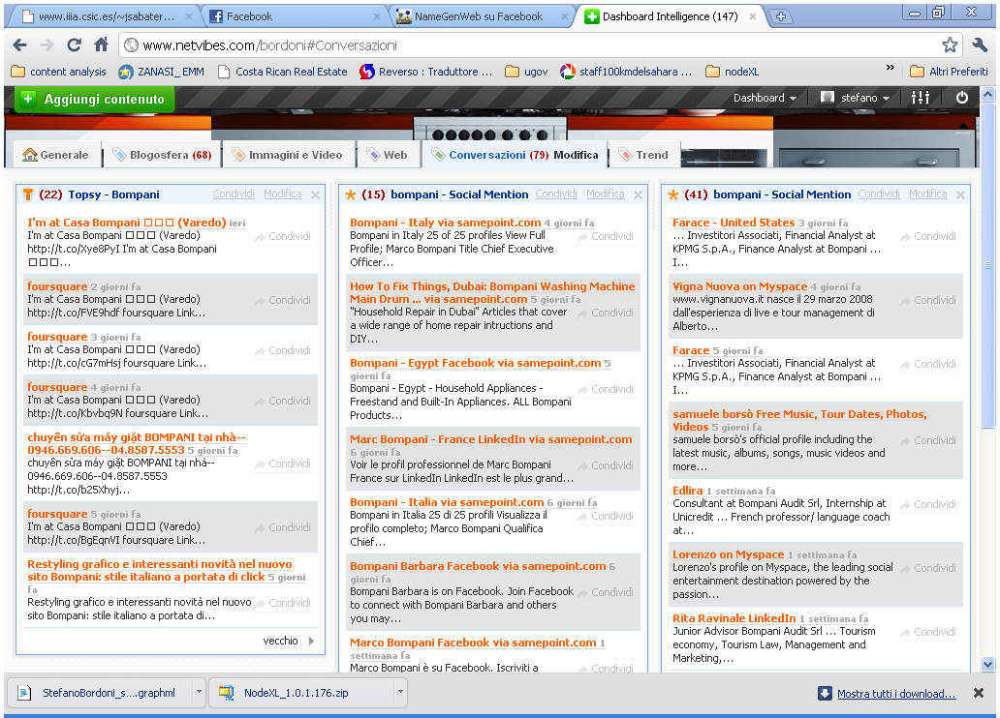 www.iiia.csic.es/~jsabater...
Facebook
NameGenWeb su Facebook
Dashboard Intelligence (147)
www.netvibes.com/bordoni#Conversazioni
content analysis
ZANASI_EMM
Costa Rican Real Estate
Reverso : Traduttore ...
ugov
staff100kmdelsahara ...
nodeXL
»
Altri Preferiti
Aggiungi contenuto
Dashboard
stefano
Generale
Blogosfera (68)
Immagini e Video
Web
Conversazioni (79) Modifica
Trend
(22) Topsy - Bompani
Condividi
Modifica
I'm at Casa Bompani □□□ (Varedo) ieri
I'm at Casa Bompani □□□ (Varedo)
http://t.co/Xye8PyI I'm at Casa Bompani
□□□...
Condividi
foursquare 2 giorni fa
I'm at Casa Bompani □□□ (Varedo)
http://t.co/FVE9hdf foursquare Link...
Condividi
foursquare 3 giorni fa
I'm at Casa Bompani □□□ (Varedo)
http://t.co/cG7mHsj foursquare Link...
Condividi
foursquare 4 giorni fa
I'm at Casa Bompani □□□ (Varedo)
http://t.co/Kbvbq9N foursquare Link...
Condividi
chuyên sửa máy giặt BOMPANI tại nhà--
0946.669.606--04.8587.5553 5 giorni fa
chuyên sửa máy giặt BOMPANI tại nhà--
0946.669.606--04.8587.5553
http://t.co/b25Xhyj...
Condividi
foursquare 5 giorni fa
I'm at Casa Bompani □□□ (Varedo)
http://t.co/BgEqnVI foursquare Link...
Condividi
Restyling grafico e interessanti novità nel nuovo
sito Bompani: stile italiano a portata di click 5 giorni
fa
Restyling grafico e interessanti novità nel nuovo
sito Bompani: stile italiano a portata di...
Condividi
vecchio
(15) bompani - Social Mention
Condividi
Modifica
Bompani - Italy via samepoint.com 4 giorni fa
Bompani in Italy 25 of 25 profiles View Full
Profile; Marco Bompani Title Chief Executive
Officer...
Condividi
How To Fix Things, Dubai: Bompani Washing Machine
Main Drum ... via samepoint.com 5 giorni fa
"Household Repair in Dubai" Articles that cover
a wide range of home repair intructions and
DIY...
Condividi
Bompani - Egypt Facebook via samepoint.com 5
giorni fa
Bompani - Egypt - Household Appliances -
Freestand and Built-In Appliances. ALL Bompani
Products...
Condividi
Marc Bompani - France LinkedIn via samepoint.com
6 giorni fa
Voir le profil professionnel de Marc Bompani
France sur LinkedIn LinkedIn est le plus grand...
Condividi
Bompani - Italia via samepoint.com 6 giorni fa
Bompani in Italia 25 di 25 profili Visualizza il
profilo completo; Marco Bompani Qualifica
Chief...
Condividi
Bompani Barbara Facebook via samepoint.com 6
giorni fa
Bompani Barbara is on Facebook. Join Facebook
to connect with Bompani Barbara and others
you may...
Condividi
Marco Bompani Facebook via samepoint.com 1
settimana fa
Marco Bompani è su Facebook. Iscriviti a
Condividi
(41) bompani - Social Mention
Condividi
Modifica
Farace - United States 3 giorni fa
... Investitori Associati, Financial Analyst at
KPMG S.p.A., Finance Analyst at Bompani ...
I...
Condividi
Vigna Nuova on Myspace 4 giorni fa
www.vignanuova.it nasce il 29 marzo 2008
dall'esperienza di live e tour management di
Alberto...
Condividi
Farace 5 giorni fa
... Investitori Associati, Financial Analyst at
KPMG S.p.A., Finance Analyst at Bompani ...
I...
Condividi
samuele borsò Free Music, Tour Dates, Photos,
Videos 5 giorni fa
samuele borsò's official profile including the
latest music, albums, songs, music videos and
more...
Condividi
Edlira 1 settimana fa
Consultant at Bompani Audit Srl, Internship at
Unicredit ... French professor/ language coach
at...
Condividi
Lorenzo on Myspace 1 settimana fa
Lorenzo's profile on Myspace, the leading social
entertainment destination powered by the
passion...
Condividi
Rita Ravinale LinkedIn 1 settimana fa
Junior Advisor Bompani Audit Srl ... Tourism
economy, Tourism Law, Management and
Marketing,...
Condividi
StefanoBordoni_s....graphml
NodeXL_1.0.1.176.zip
Mostra tutti i download...